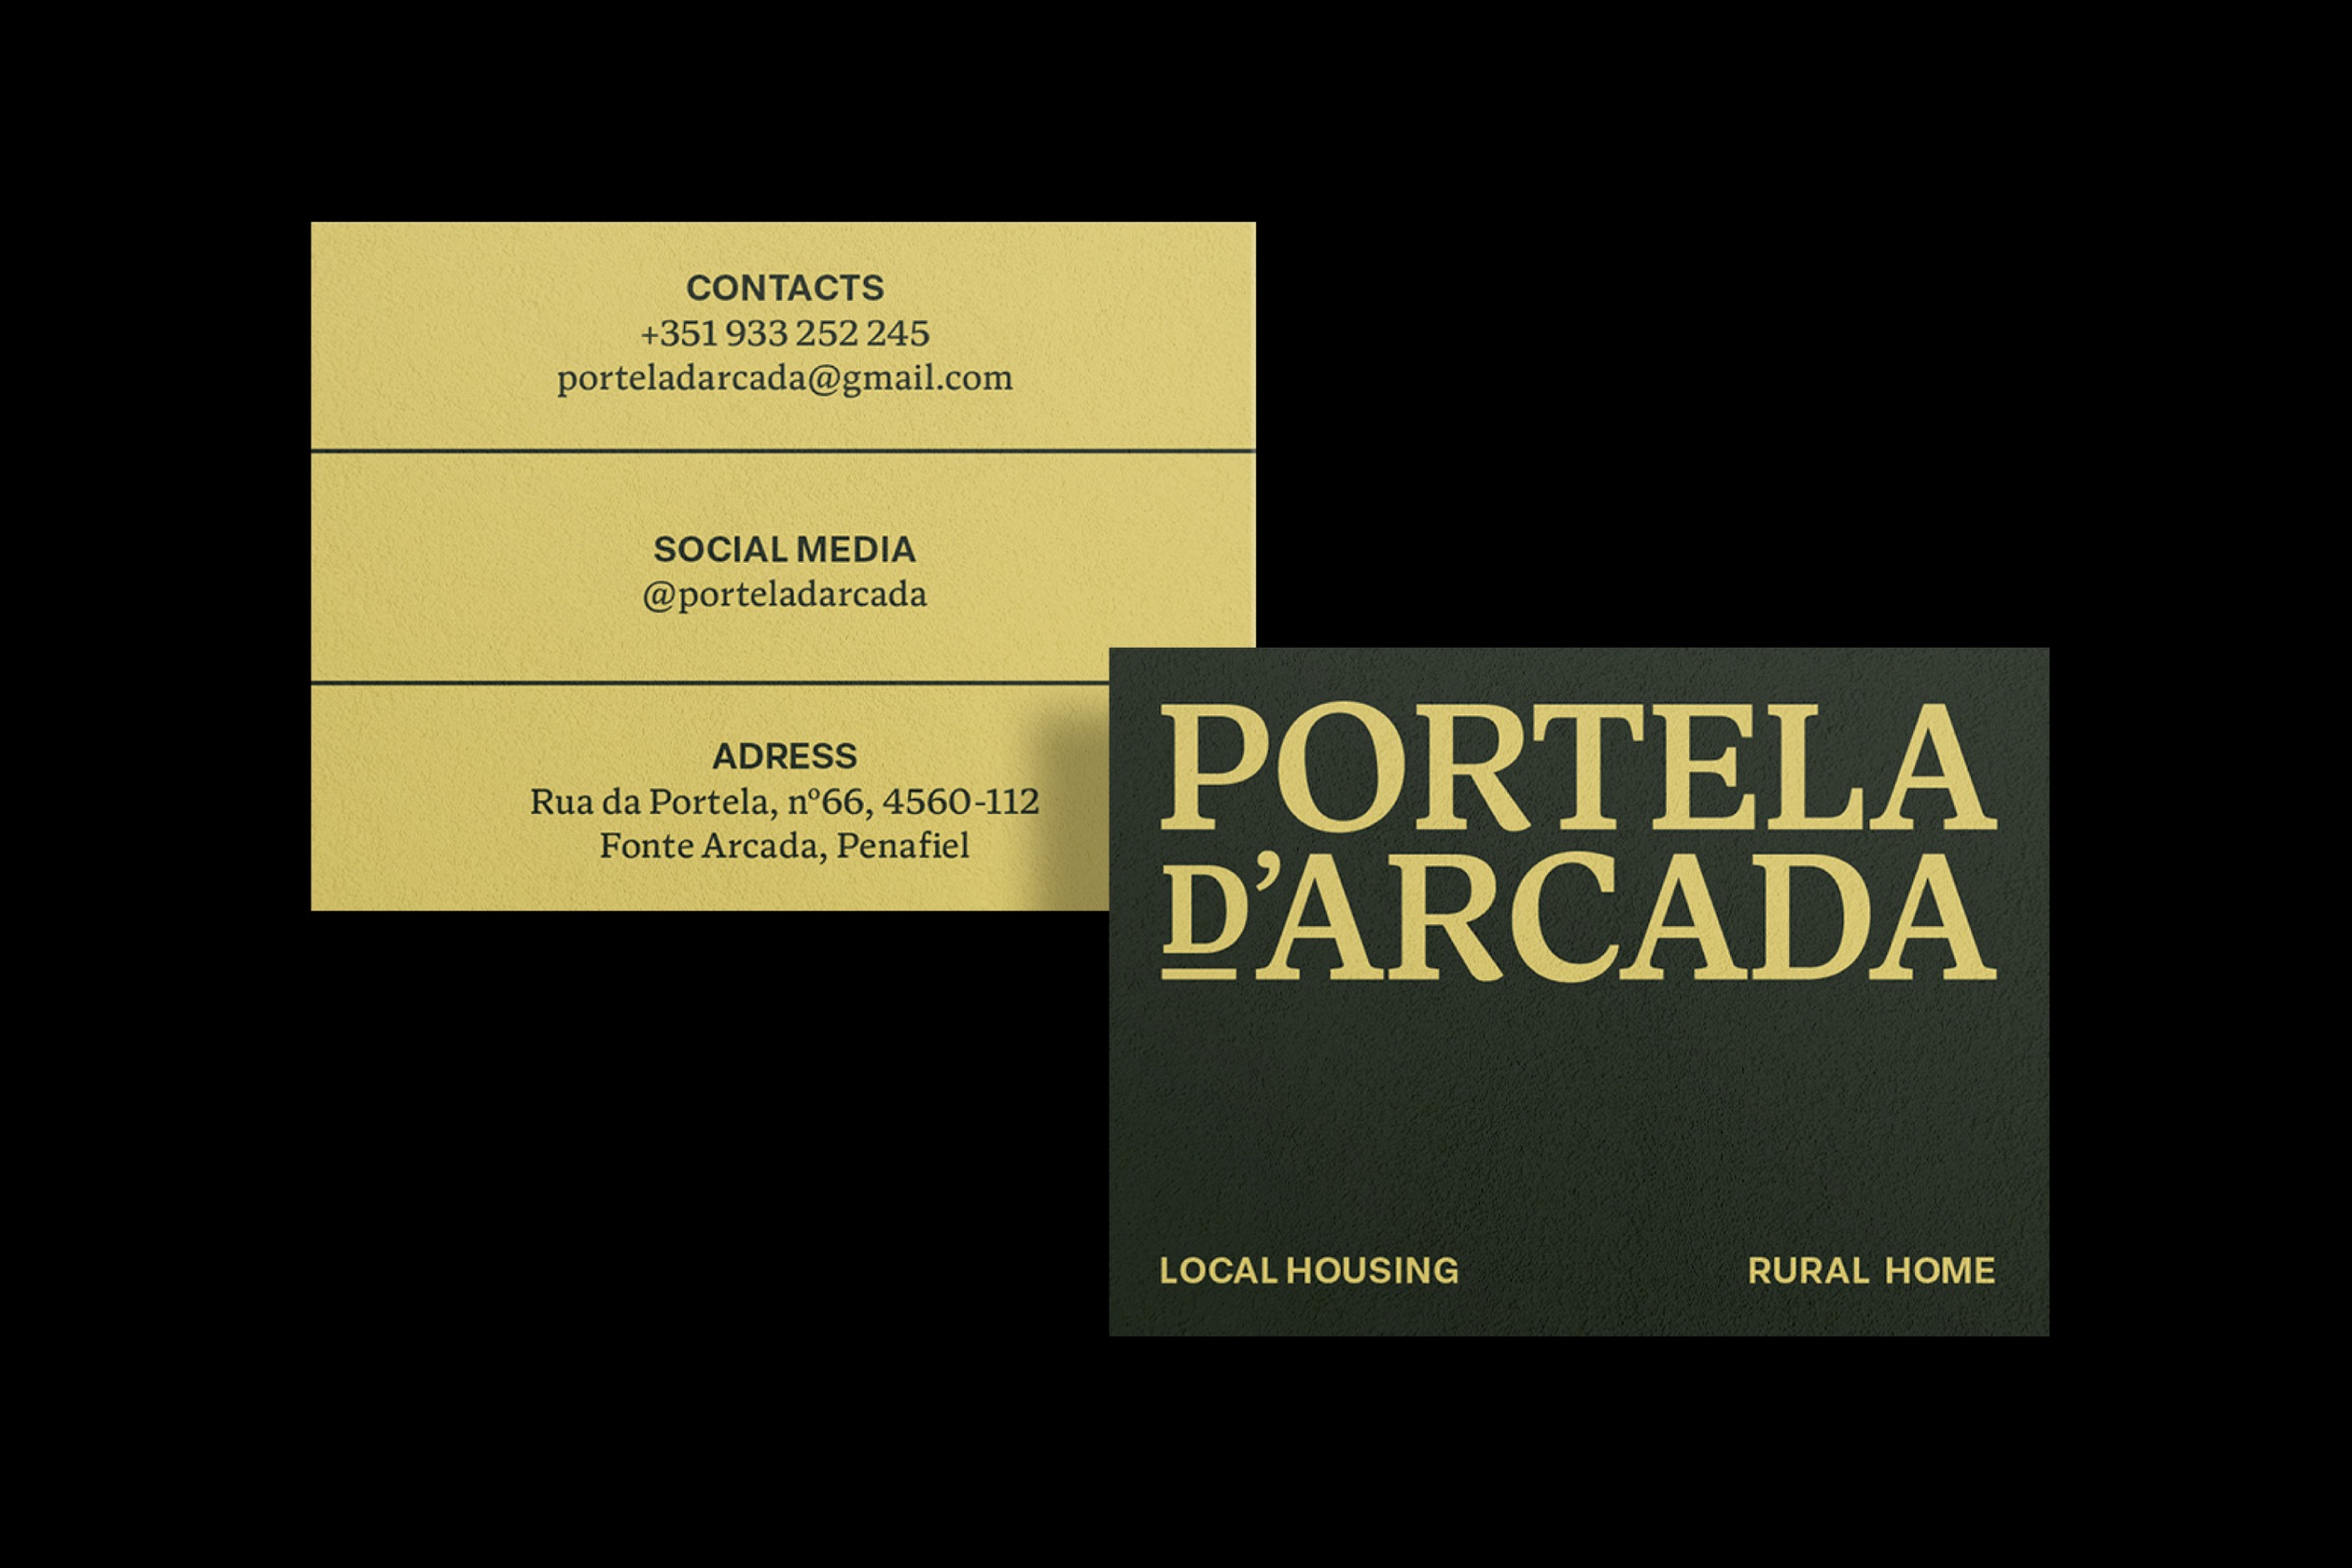 CONTACTS
+351 933 252 245
porteladarcada@gmail.com
SOCIAL MEDIA
@porteladarcada
ADRESS
Rua da Portela, nº66, 4560-112
Fonte Arcada, Penafiel
PORTELA
D’ARCADA
LOCAL HOUSING
RURAL HOME